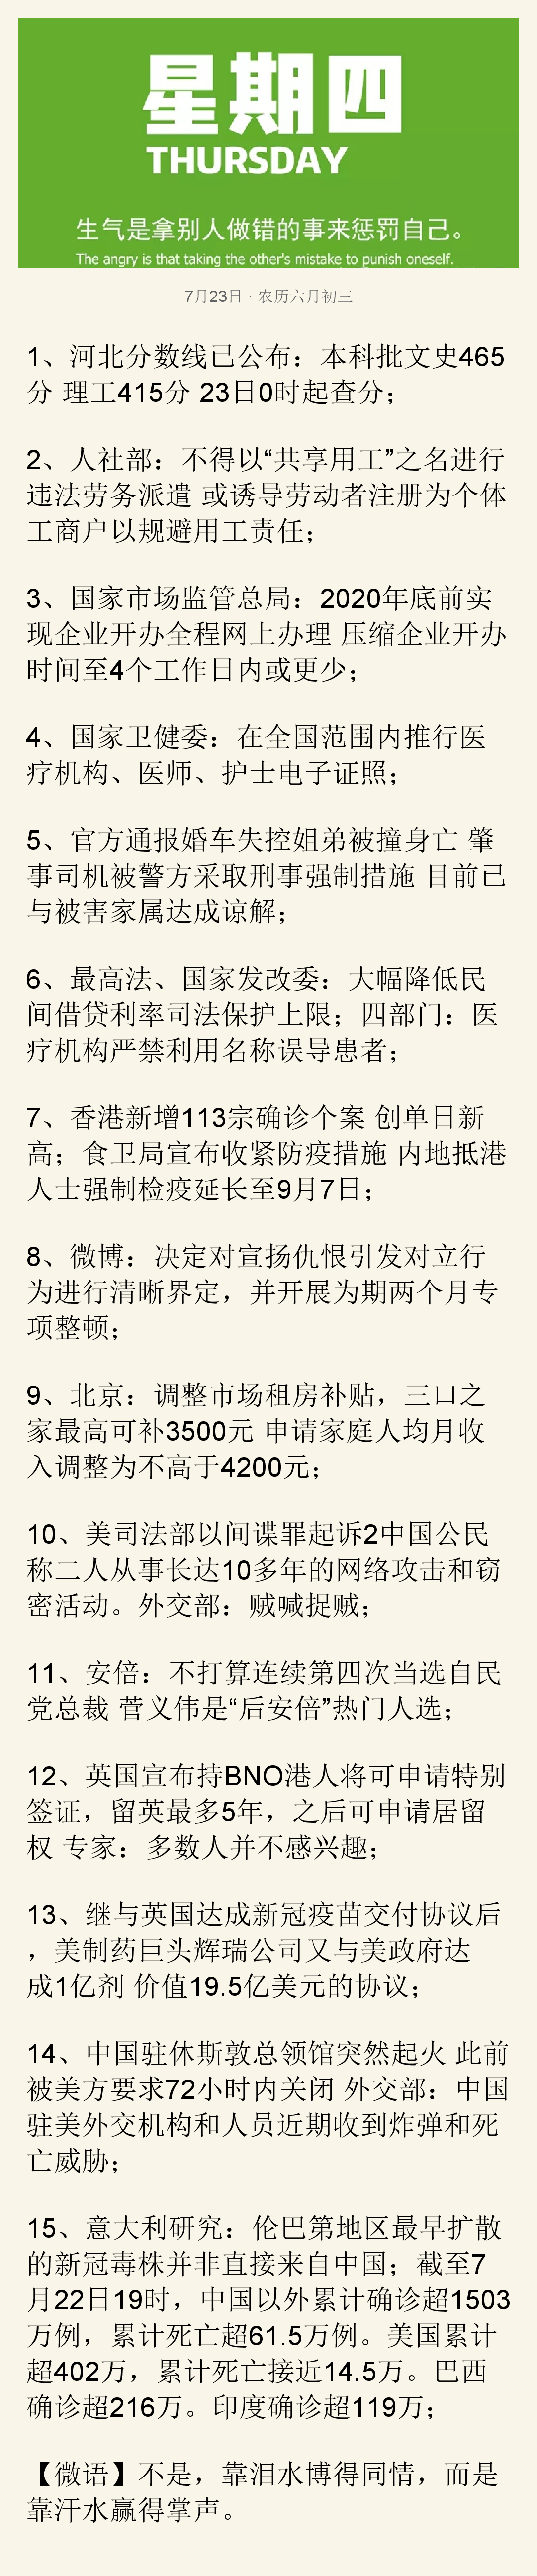 星期四
THURSDAY
生气是拿别人做错的事来惩罚自己。
The angry is that taking the other's mistake to punish oneself.
7月23日 · 农历六月初三
1、河北分数线已公布：本科批文史465
分 理工415分 23日0时起查分；
2、人社部：不得以“共享用工”之名进行
违法劳务派遣 或诱导劳动者注册为个体
工商户以规避用工责任；
3、国家市场监管总局：2020年底前实
现企业开办全程网上办理 压缩企业开办
时间至4个工作日内或更少；
4、国家卫健委：在全国范围内推行医
疗机构、医师、护士电子证照；
5、官方通报婚车失控姐弟被撞身亡 肇
事司机被警方采取刑事强制措施 目前已
与被害家属达成谅解；
6、最高法、国家发改委：大幅降低民
间借贷利率司法保护上限；四部门：医
疗机构严禁利用名称误导患者；
7、香港新增113宗确诊个案 创单日新
高；食卫局宣布收紧防疫措施 内地抵港
人士强制检疫延长至9月7日；
8、微博：决定对宣扬仇恨引发对立行
为进行清晰界定，并开展为期两个月专
项整顿；
9、北京：调整市场租房补贴，三口之
家最高可补3500元 申请家庭人均月收
入调整为不高于4200元；
10、美司法部以间谍罪起诉2中国公民
称二人从事长达10多年的网络攻击和窃
密活动。外交部：贼喊捉贼；
11、安倍：不打算连续第四次当选自民
党总裁 菅义伟是“后安倍”热门人选；
12、英国宣布持BNO港人将可申请特别
签证，留英最多5年，之后可申请居留
权 专家：多数人并不感兴趣；
13、继与英国达成新冠疫苗交付协议后
，美制药巨头辉瑞公司又与美政府达
成1亿剂 价值19.5亿美元的协议；
14、中国驻休斯敦总领馆突然起火 此前
被美方要求72小时内关闭 外交部：中国
驻美外交机构和人员近期收到炸弹和死
亡威胁；
15、意大利研究：伦巴第地区最早扩散
的新冠毒株并非直接来自中国；截至7
月22日19时，中国以外累计确诊超1503
万例，累计死亡超61.5万例。美国累计
超402万，累计死亡接近14.5万。巴西
确诊超216万。印度确诊超119万；
【微语】不是，靠泪水博得同情，而是
靠汗水赢得掌声。